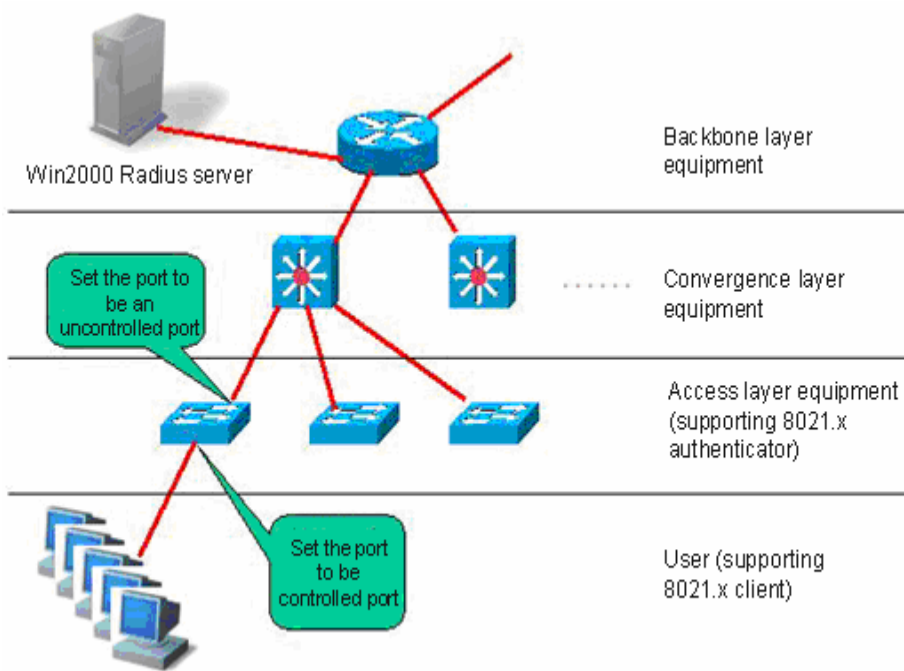 Win2000 Radius server
Backbone layer
equipment
Set the port to
be an
uncontrolled port
......
Convergence layer
equipment
Access layer equipment
(supporting 8021.x
authenticator)
Set the port
to be
controlled port
User (supporting
8021.x client)